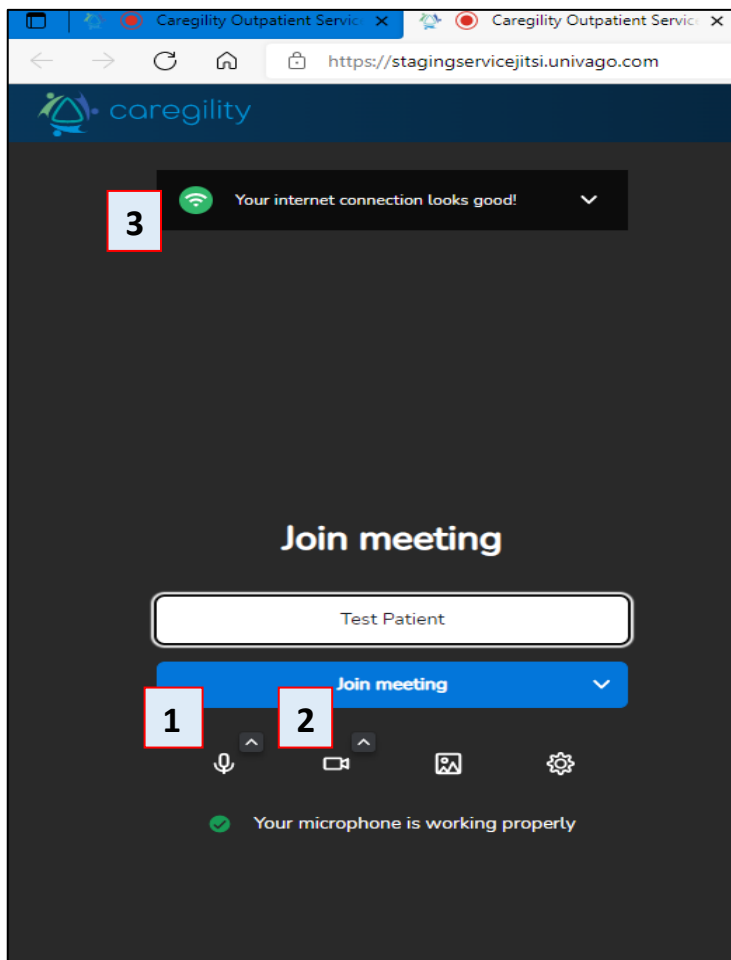 Caregility Outpatient Servic
Caregility Outpatient Servic
https://stagingservicejitsi.univago.com
caregility
3
Your internet connection looks good!
Join meeting
Test Patient
Join meeting
1
2
Your microphone is working properly